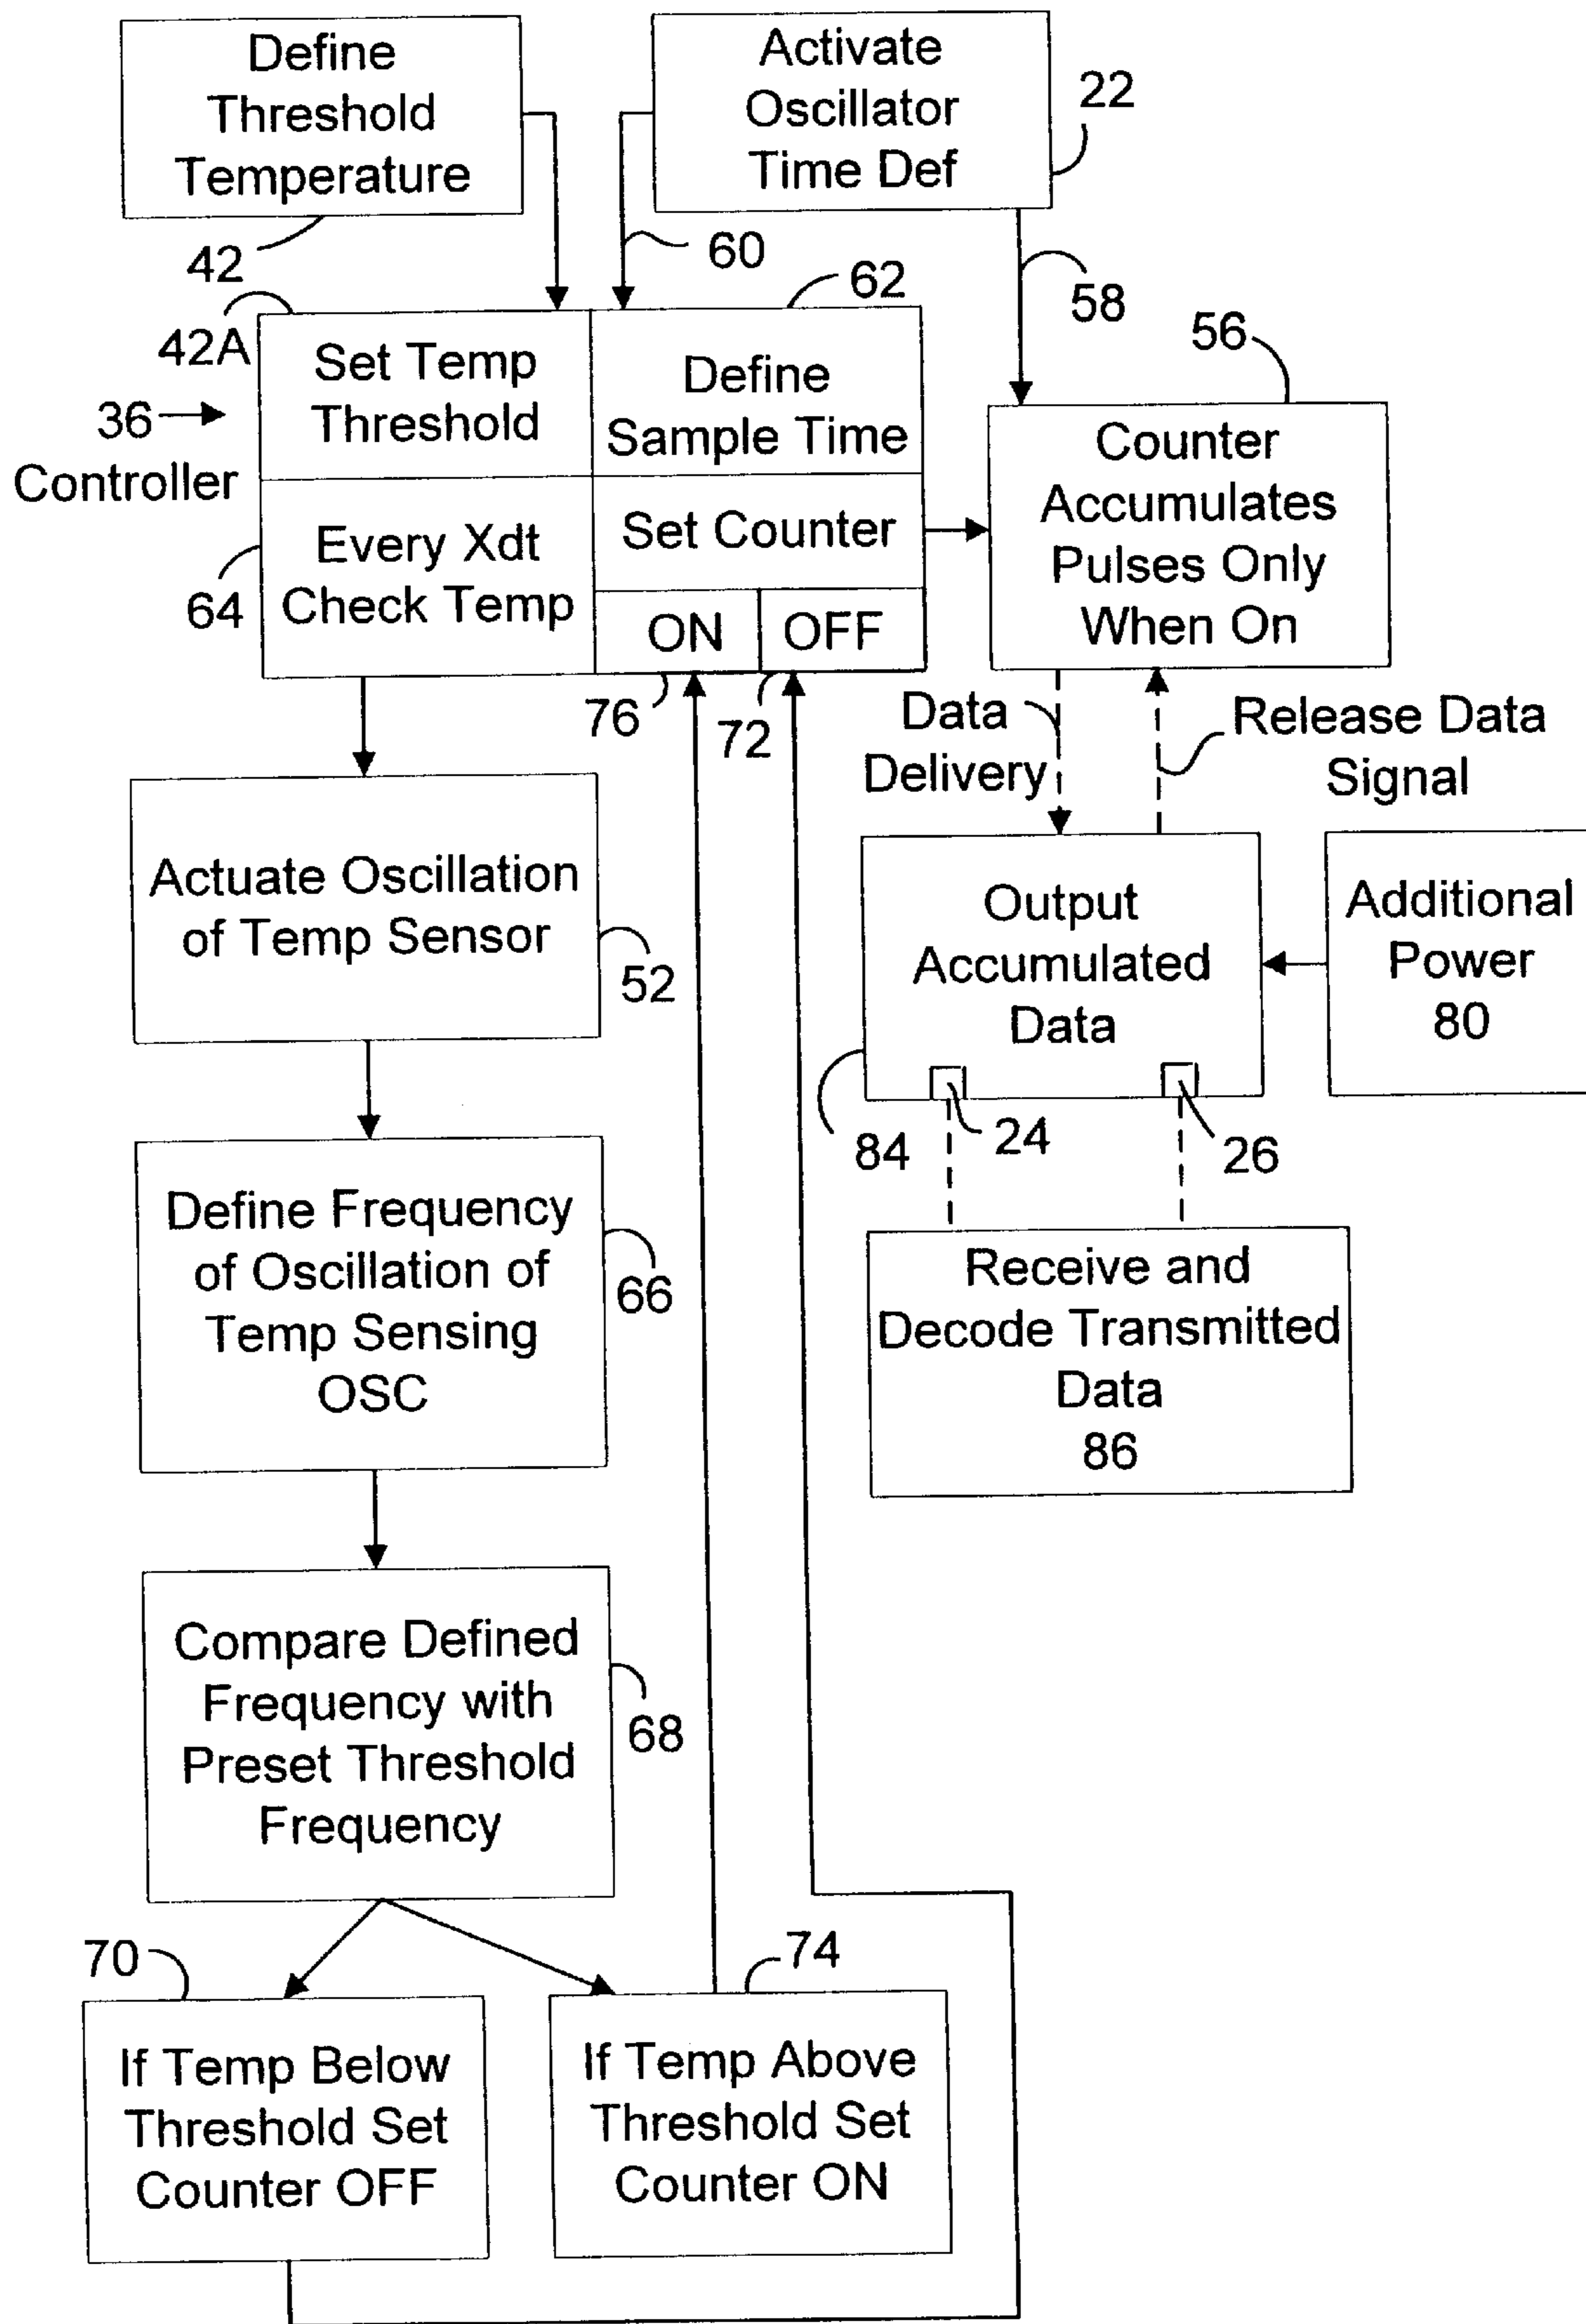 Define
Threshold
Temperature
42
Activate
Oscillator
Time Def
22
60
58
62
42A
36
Controller
Set Temp
Threshold
Define
Sample Time
Every Xdt
Check Temp
64
Set Counter
ON
OFF
76
72
56
Counter
Accumulates
Pulses Only
When On
Data
Delivery
Release Data
Signal
Actuate Oscillation
of Temp Sensor
52
Output
Accumulated
Data
84
24
26
Additional
Power
80
Define Frequency
of Oscillation of
Temp Sensing
OSC
66
Receive and
Decode Transmitted
Data
86
Compare Defined
Frequency with
Preset Threshold
Frequency
68
70
If Temp Below
Threshold Set
Counter OFF
74
If Temp Above
Threshold Set
Counter ON